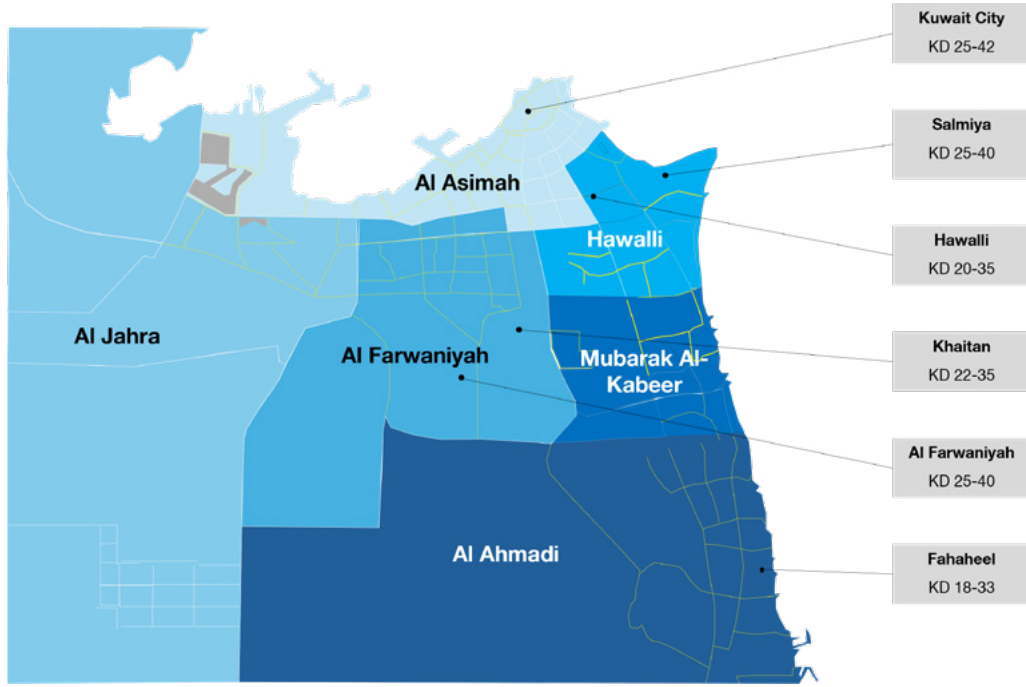 Kuwait City
KD 25-42
Salmiya
KD 25-40
Al Asimah
Hawalli
Hawalli
KD 20-35
Al Jahra
Al Farwaniyah
Mubarak Al-
Kabeer
Khaitan
KD 22-35
Al Farwaniyah
KD 25-40
Al Ahmadi
Fahaheel
KD 18-33